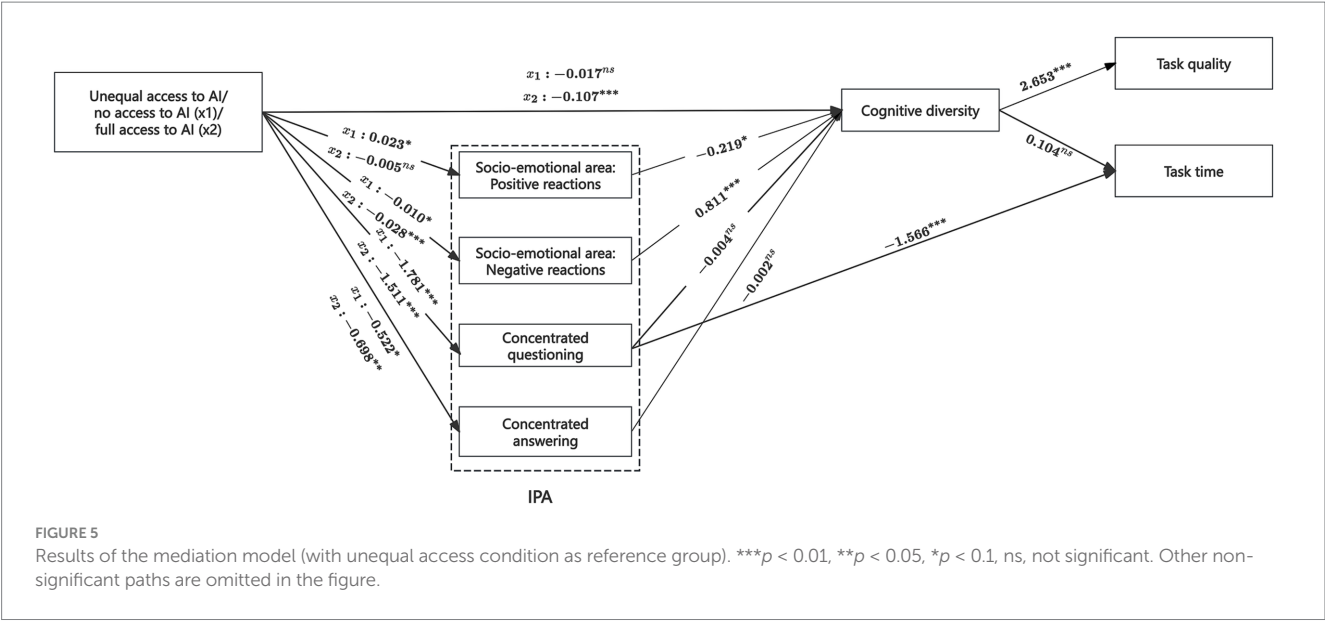 Unequal access to AI/
no access to AI (x1)/
full access to AI (x2)
x₁ : −0.017ⁿˢ
x₂ : −0.107***
Cognitive diversity
2.653***
Task quality
0.104ⁿˢ
Task time
x₁ : 0.023*
x₂ : −0.005ⁿˢ
Socio-emotional area:
Positive reactions
−0.219*
x₁ : −0.010*
x₂ : −0.028***
Socio-emotional area:
Negative reactions
0.811***
x₁ : −1.781***
x₂ : −1.511***
Concentrated
questioning
−0.004ⁿˢ
−1.566***
x₁ : −0.522*
x₂ : −0.698**
Concentrated
answering
−0.002ⁿˢ
IPA
FIGURE 5
Results of the mediation model (with unequal access condition as reference group). ***p < 0.01, **p < 0.05, *p < 0.1, ns, not significant. Other non-
significant paths are omitted in the figure.